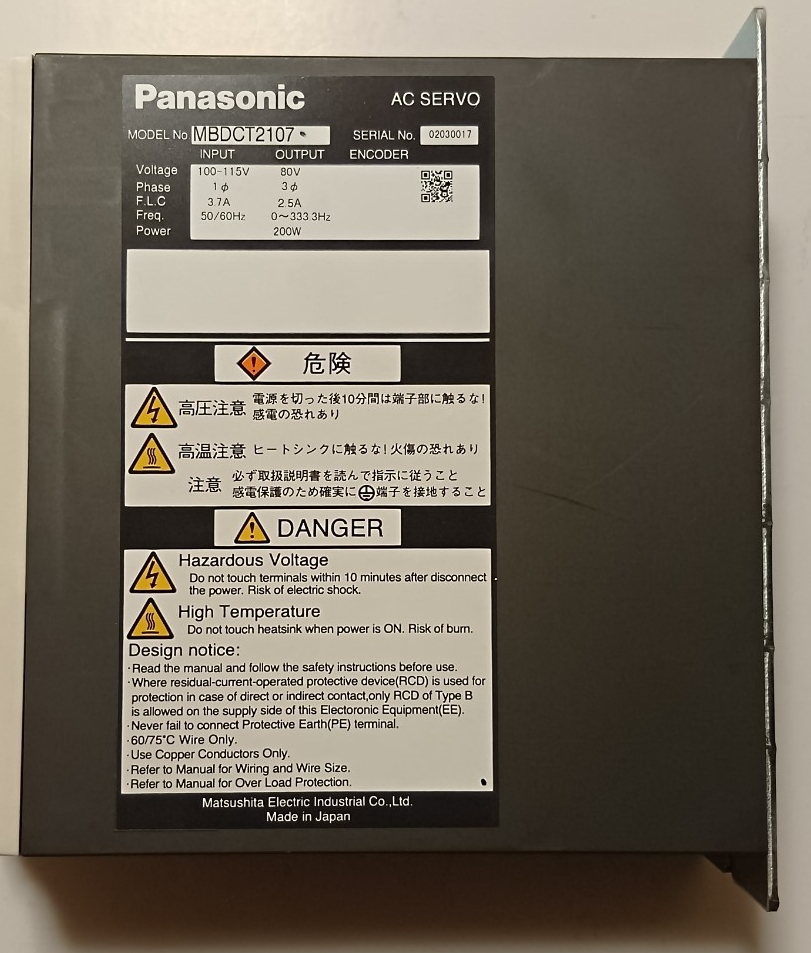 Panasonic AC SERVO
MODEL No MBDCT2107 SERIAL No. 02030017
INPUT OUTPUT ENCODER
Voltage 100-115V 80V
Phase 1ϕ 3ϕ
F.L.C 3.7A 2.5A
Freq. 50/60Hz 0～333.3Hz
Power 200W
危険
高圧注意 電源を切った後10分間は端子部に触るな!
感電の恐れあり
高温注意 ヒートシンクに触るな!火傷の恐れあり
注意 必ず取扱説明書を読んで指示に従うこと
感電保護のため確実に端子を接地すること
DANGER
Hazardous Voltage
Do not touch terminals within 10 minutes after disconnect
the power. Risk of electric shock.
High Temperature
Do not touch heatsink when power is ON. Risk of burn.
Design notice:
·Read the manual and follow the safety instructions before use.
·Where residual-current-operated protective device(RCD) is used for
protection in case of direct or indirect contact,only RCD of Type B
is allowed on the supply side of this Electoronic Equipment(EE).
·Never fail to connect Protective Earth(PE) terminal.
·60/75°C Wire Only.
·Use Copper Conductors Only.
·Refer to Manual for Wiring and Wire Size.
·Refer to Manual for Over Load Protection.
Matsushita Electric Industrial Co.,Ltd.
Made in Japan